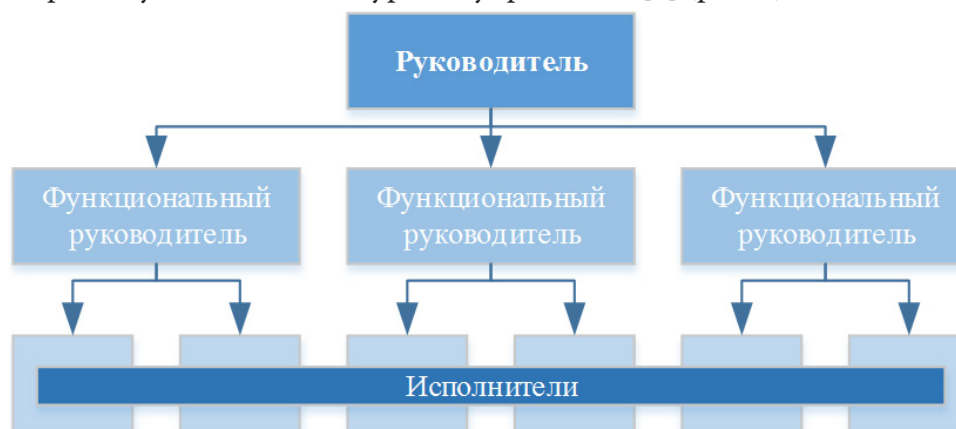 Руководитель
Функциональный
руководитель
Функциональный
руководитель
Функциональный
руководитель
Исполнители